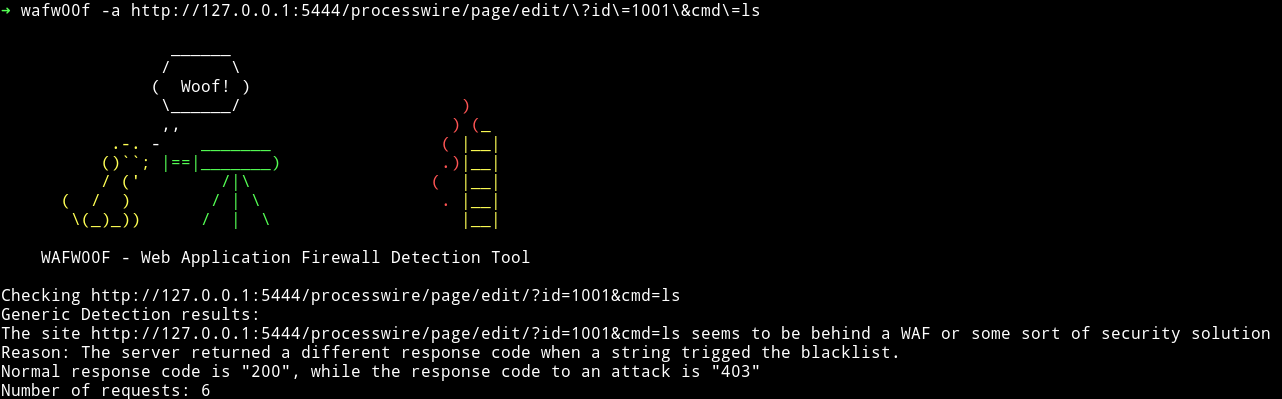 ➜ wafw00f -a http://127.0.0.1:5444/processwire/page/edit/\?id\=1001\&cmd\=ls
                 ______
                /      \
               (  Woof! )
                \______/                      )
                ,,                           ) (_
           .-. -    _______                 ( |__|
          ()``; |==|_______)                .)|__|
          / ('        /|\                  (  |__|
      (  /  )        / | \                  . |__|
       \(_)_))      /  |  \                   |__|
    WAFW00F - Web Application Firewall Detection Tool
Checking http://127.0.0.1:5444/processwire/page/edit/?id=1001&cmd=ls
Generic Detection results:
The site http://127.0.0.1:5444/processwire/page/edit/?id=1001&cmd=ls seems to be behind a WAF or some sort of security solution
Reason: The server returned a different response code when a string trigged the blacklist.
Normal response code is "200", while the response code to an attack is "403"
Number of requests: 6